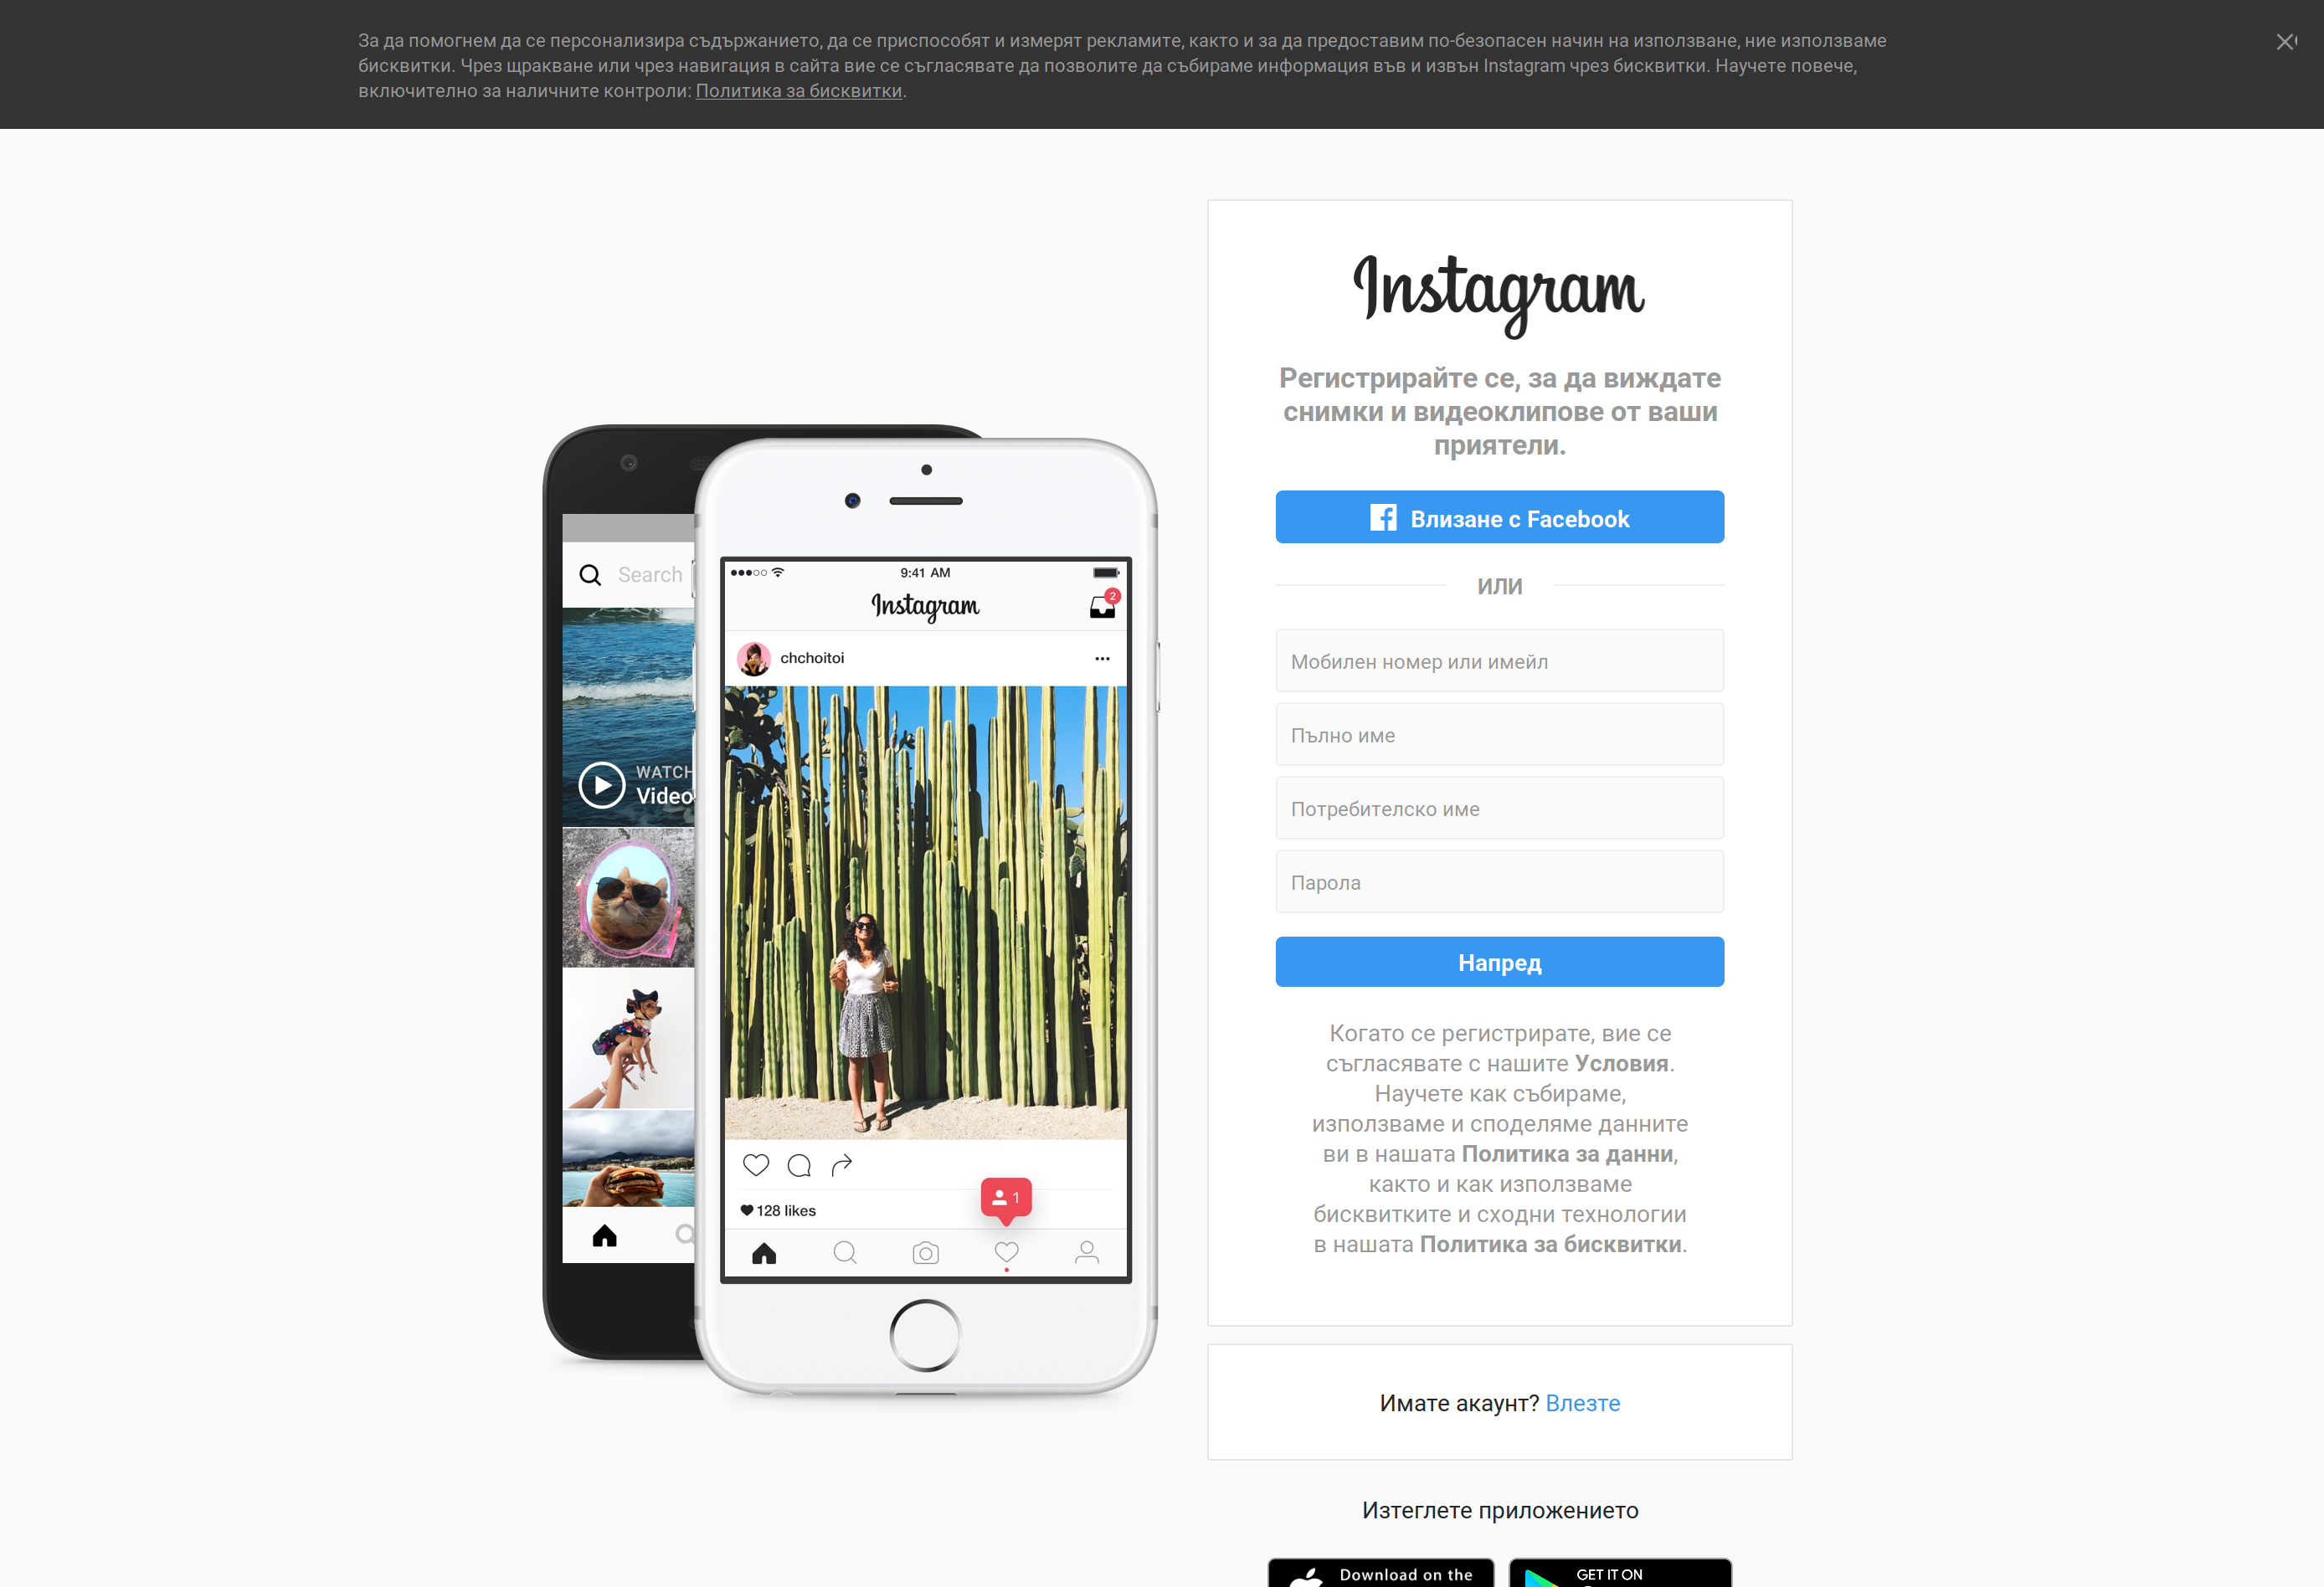 За да помогнем да се персонализира съдържанието, да се приспособят и измерят рекламите, както и за да предоставим по-безопасен начин на използване, ние използваме
бисквитки. Чрез щракване или чрез навигация в сайта вие се съгласявате да позволите да събираме информация във и извън Instagram чрез бисквитки. Научете повече,
включително за наличните контроли: Политика за бисквитки.
Instagram
Регистрирайте се, за да виждате
снимки и видеоклипове от ваши
приятели.
Влизане с Facebook
ИЛИ
Мобилен номер или имейл
Пълно име
Потребителско име
Парола
Напред
Когато се регистрирате, вие се
съгласявате с нашите Условия.
Научете как събираме,
използваме и споделяме данните
ви в нашата Политика за данни,
както и как използваме
бисквитките и сходни технологии
в нашата Политика за бисквитки.
Имате акаунт? Влезте
Изтеглете приложението
Download on the
GET IT ON
Search
WATCH
Video
9:41 AM
Instagram
2
chchoitoi
1
128 likes